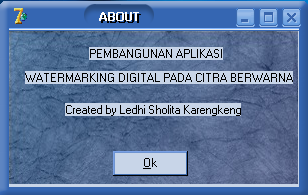 ABOUT
PEMBANGUNAN APLIKASI
WATERMARKING DIGITAL PADA CITRA BERWARNA
Created by Ledhi Sholita Karengkeng
Ok